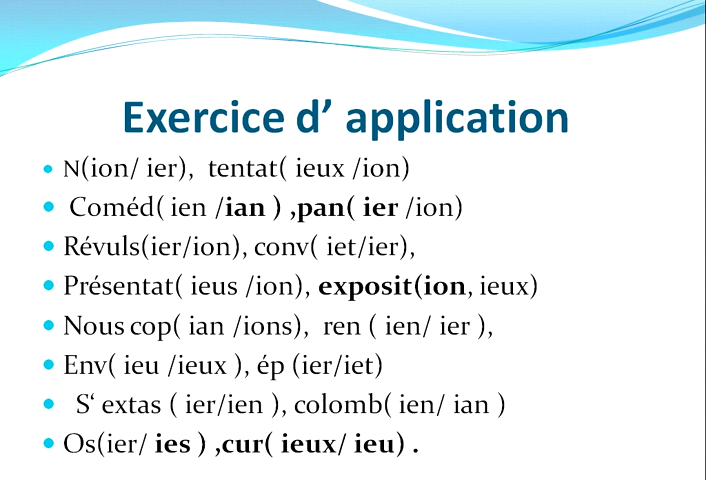 Exercice d’ application
N(ion/ ier), tentat( ieux /ion)
Coméd( ien /ian ) ,pan( ier /ion)
Révuls(ier/ion), conv( iet/ier),
Présentat( ieus /ion), exposit(ion, ieux)
Nous cop( ian /ions), ren ( ien/ ier ),
Env( ieu /ieux ), ép (ier/iet)
S‘ extas ( ier/ien ), colomb( ien/ ian )
Os(ier/ ies ) ,cur( ieux/ ieu) .